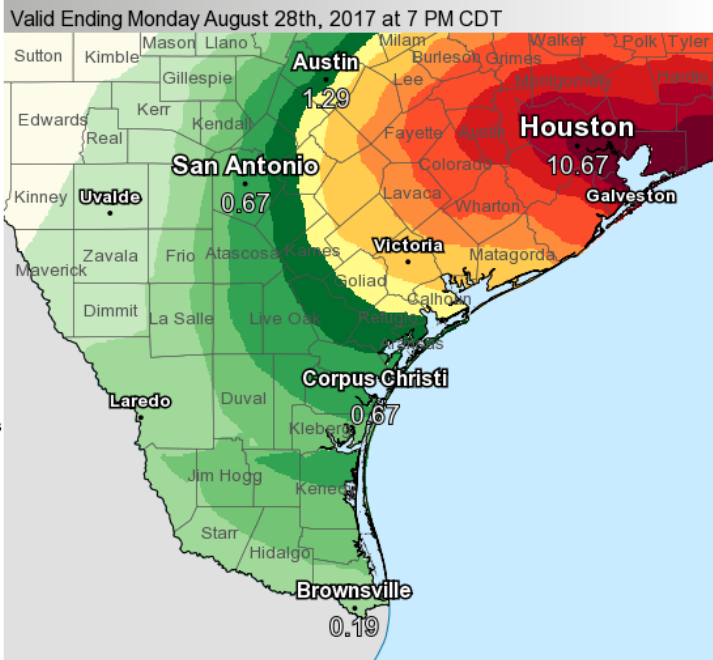 Valid Ending Monday August 28th, 2017 at 7 PM CDT
Mason Llano Milam Walker Polk Tyler
Sutton Kimble Austin Burleson Grimes
Gillespie Lee Montgomery Hardin
1.29
Edwards Kerr Kendall Fayette Austin Houston
Real
San Antonio Colorado 10.67
Kinney Uvalde 0.67 Lavaca Wharton Galveston
Zavala Frio Atascosa Karnes Victoria Matagorda
Maverick Goliad
Dimmit La Salle Live Oak Refugio Calhoun
Aransas
Corpus Christi
Laredo Duval 0.67
Kleberg
Jim Hogg Kenedy
Starr
Hidalgo
Brownsville
0.19